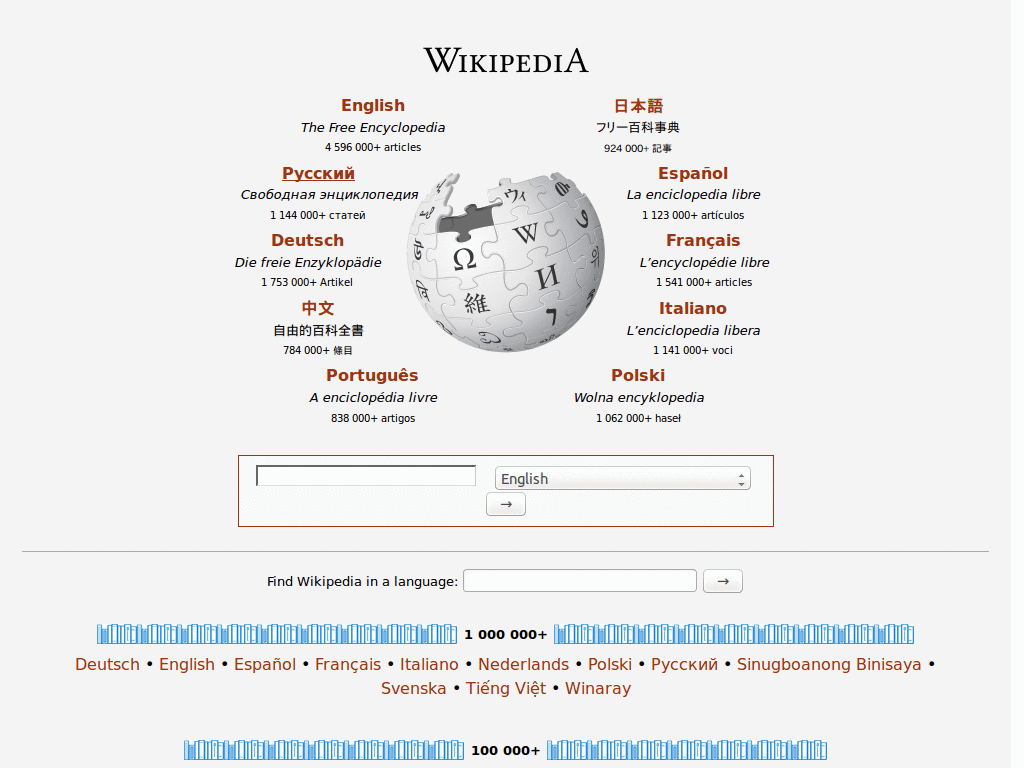 WIKIPEDIA
English
The Free Encyclopedia
4 596 000+ articles
日本語
フリー百科事典
924 000+ 記事
Русский
Свободная энциклопедия
1 144 000+ статей
Español
La enciclopedia libre
1 123 000+ artículos
Deutsch
Die freie Enzyklopädie
1 753 000+ Artikel
Français
L’encyclopédie libre
1 541 000+ articles
中文
自由的百科全書
784 000+ 條目
Italiano
L’enciclopedia libera
1 141 000+ voci
Português
A enciclopédia livre
838 000+ artigos
Polski
Wolna encyklopedia
1 062 000+ haseł
ウィ
Ω W
維 И
English
→
Find Wikipedia in a language: →
1 000 000+
Deutsch • English • Español • Français • Italiano • Nederlands • Polski • Русский • Sinugboanong Binisaya •
Svenska • Tiếng Việt • Winaray
100 000+